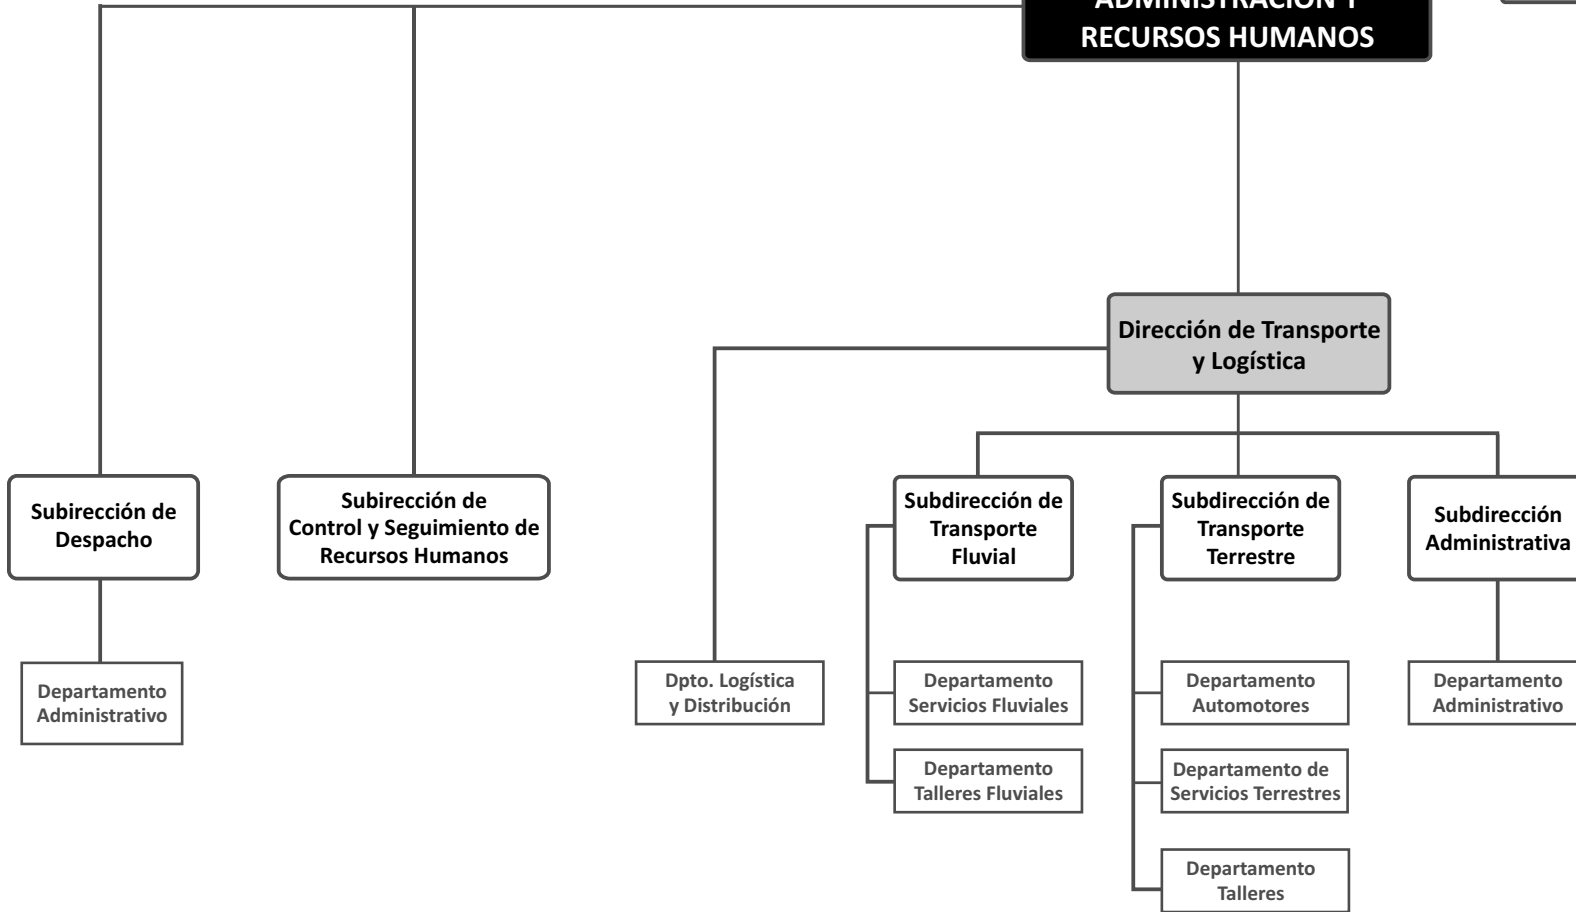 ADMINISTRACIÓN Y
RECURSOS HUMANOS
Dirección de Transporte
y Logística
Subirección de
Despacho
Subirección de
Control y Seguimiento de
Recursos Humanos
Subdirección de
Transporte
Fluvial
Subdirección de
Transporte
Terrestre
Subdirección
Administrativa
Departamento
Administrativo
Dpto. Logística
y Distribución
Departamento
Servicios Fluviales
Departamento
Automotores
Departamento
Administrativo
Departamento
Talleres Fluviales
Departamento de
Servicios Terrestres
Departamento
Talleres